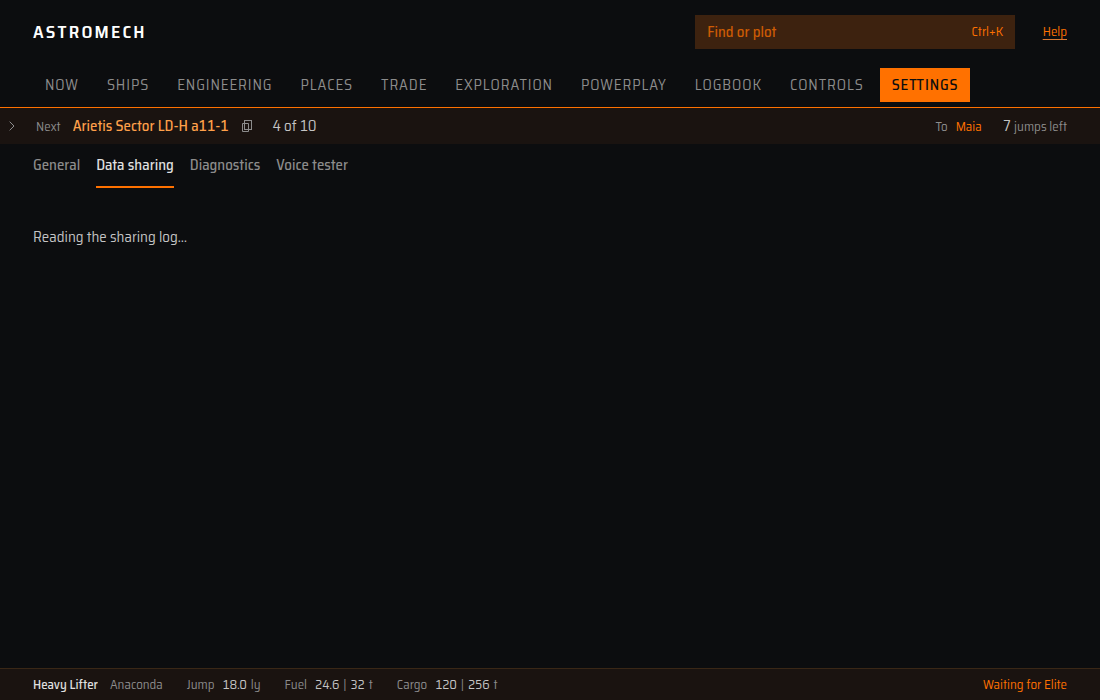 ASTROMECH
Find or plot Ctrl+K Help
NOW SHIPS ENGINEERING PLACES TRADE EXPLORATION POWERPLAY LOGBOOK CONTROLS SETTINGS
Next Arietis Sector LD-H a11-1 4 of 10 To Maia 7 jumps left
General Data sharing Diagnostics Voice tester
Reading the sharing log...
Heavy Lifter Anaconda Jump 18.0 ly Fuel 24.6 | 32 t Cargo 120 | 256 t Waiting for Elite